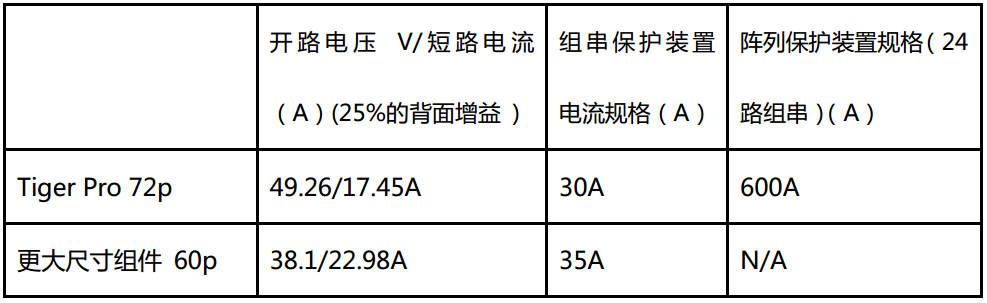 开路电压 V/短路电流
（A）(25%的背面增益 ）
组串保护装置
电流规格（A）
阵列保护装置规格（24
路组串）（A）
Tiger Pro 72p
49.26/17.45A
30A
600A
更大尺寸组件 60p
38.1/22.98A
35A
N/A